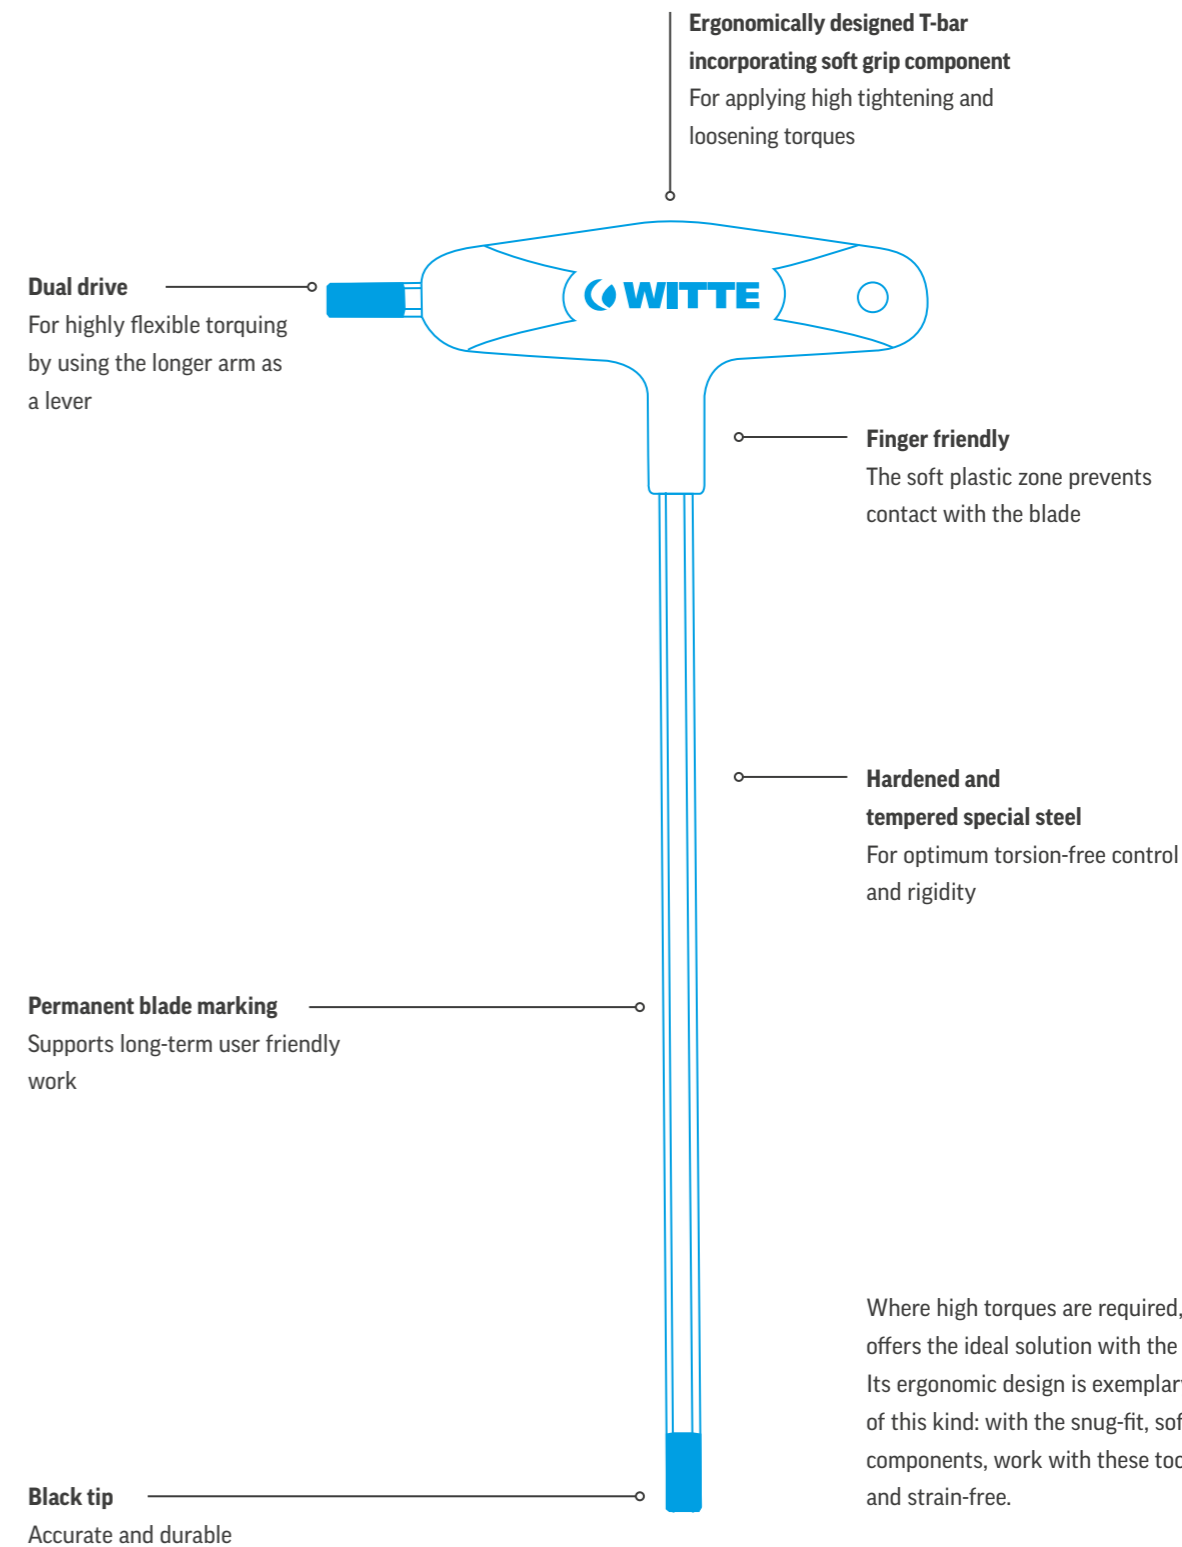 Ergonomically designed T-bar
incorporating soft grip component
For applying high tightening and
loosening torques
Dual drive
For highly flexible torquing
by using the longer arm as
a lever
WITTE
Finger friendly
The soft plastic zone prevents
contact with the blade
Hardened and
tempered special steel
For optimum torsion-free control
and rigidity
Permanent blade marking
Supports long-term user friendly
work
Where high torques are required,
offers the ideal solution with the
Its ergonomic design is
of this kind: with the snug-fit,
components, work with these
and strain-free.
Black tip
Accurate and durable